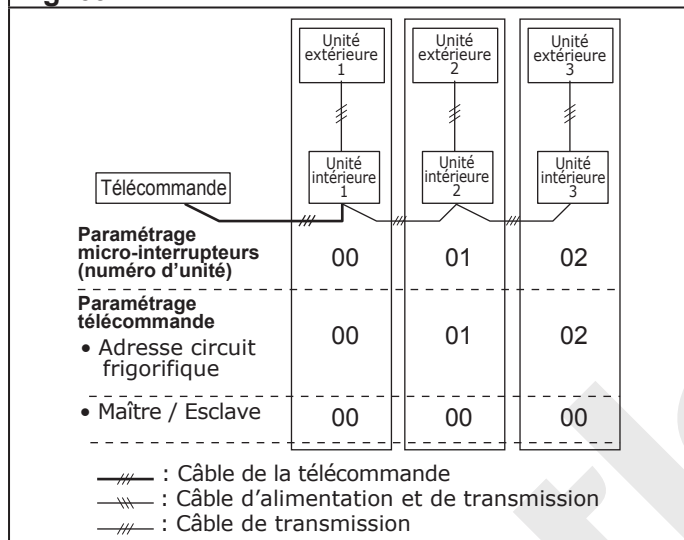 Unité
extérieure
1
Unité
extérieure
2
Unité
extérieure
3
Télécommande
Unité
intérieure
1
Unité
intérieure
2
Unité
intérieure
3
Paramétrage
micro-interrupteurs
(numéro d'unité)
00 01 02
Paramétrage
télécommande
• Adresse circuit
frigorifique
00 01 02
• Maître / Esclave 00 00 00
: Câble de la télécommande
: Câble d'alimentation et de transmission
: Câble de transmission